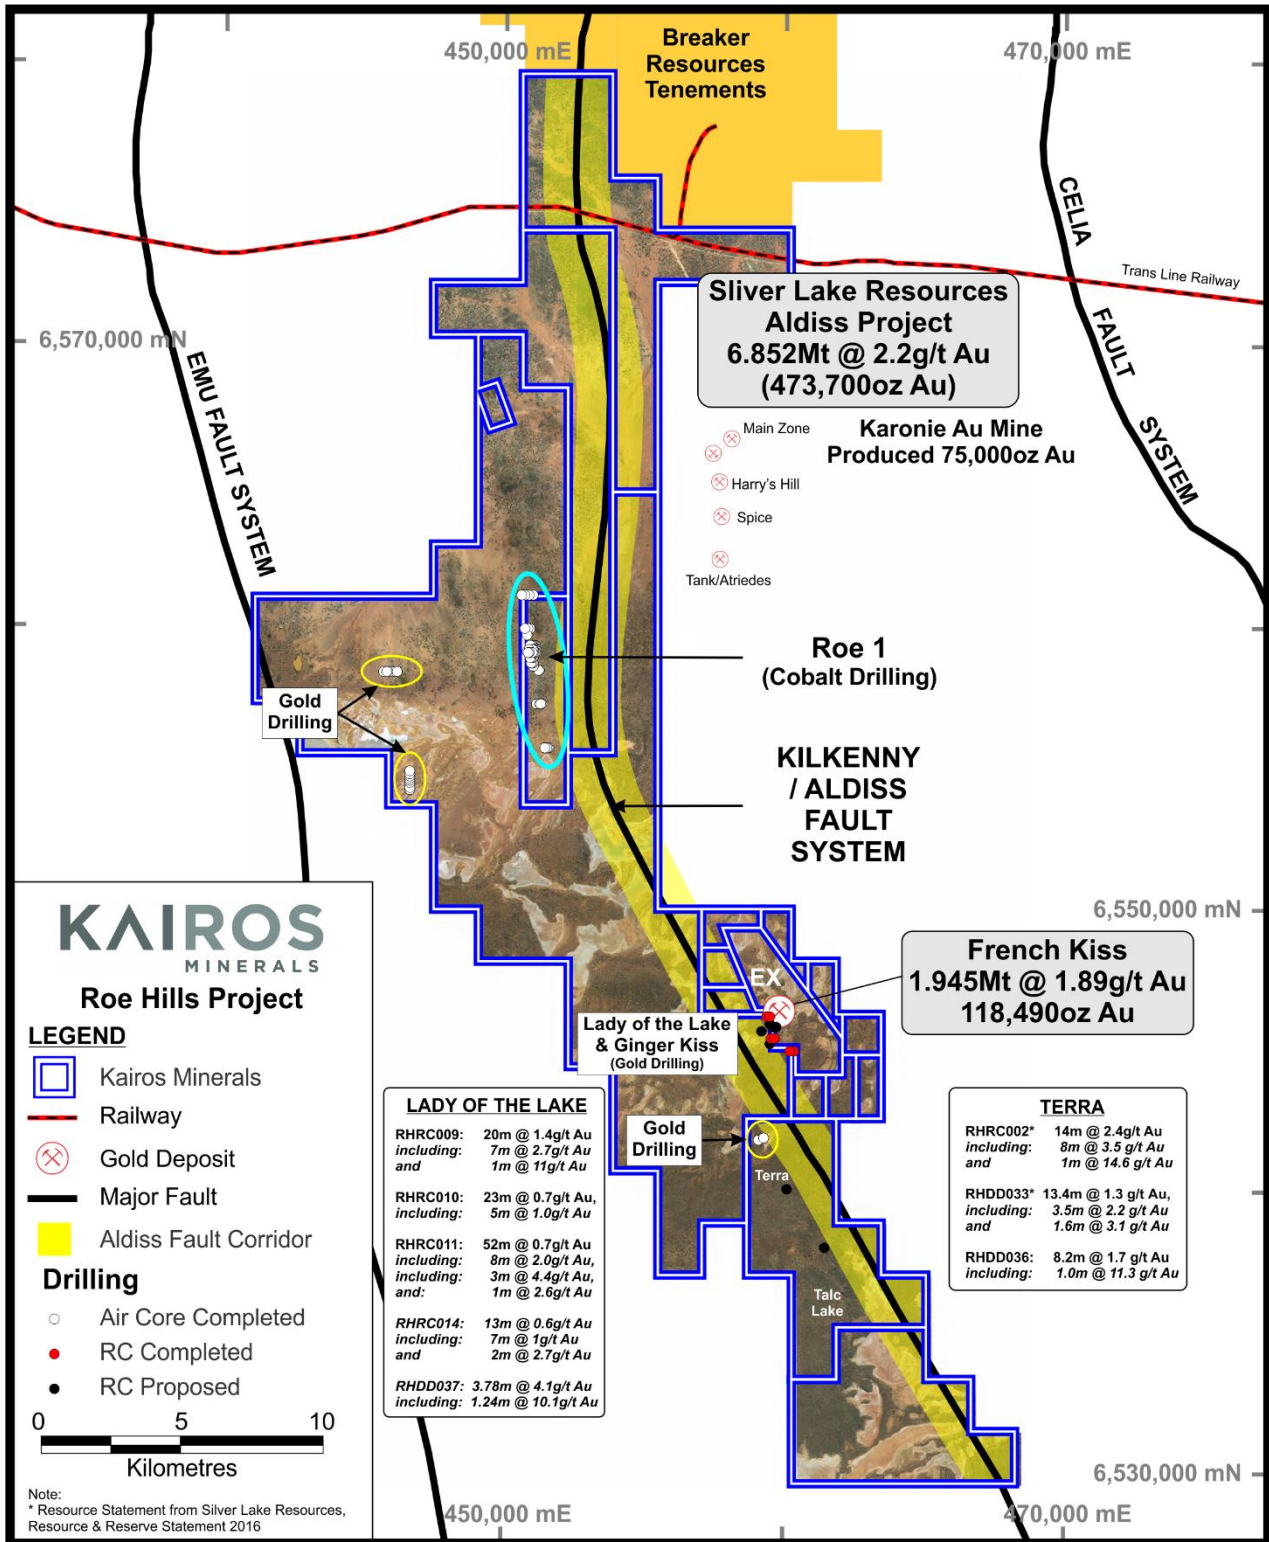 450,000 mE
470,000 mE
Breaker
Resources
Tenements
CELIA
FAULT
SYSTEM
Trans Line Railway
6,570,000 mN
EMU FAULT SYSTEM
Sliver Lake Resources
Aldiss Project
6.852Mt @ 2.2g/t Au
(473,700oz Au)
Main Zone
Karonie Au Mine
Produced 75,000oz Au
Harry's Hill
Spice
Tank/Atriedes
Roe 1
(Cobalt Drilling)
Gold
Drilling
KILKENNY
/ ALDISS
FAULT
SYSTEM
6,550,000 mN
EX
French Kiss
1.945Mt @ 1.89g/t Au
118,490oz Au
Lady of the Lake
& Ginger Kiss
(Gold Drilling)
Gold
Drilling
Terra
Talc
Lake
LADY OF THE LAKE
RHRC009: 20m @ 1.4g/t Au
including: 7m @ 2.7g/t Au
and 1m @ 11g/t Au
RHRC010: 23m @ 0.7g/t Au,
including: 5m @ 1.0g/t Au
RHRC011: 52m @ 0.7g/t Au
including: 8m @ 2.0g/t Au,
including: 3m @ 4.4g/t Au,
and: 1m @ 2.6g/t Au
RHRC014: 13m @ 0.6g/t Au
including: 7m @ 1g/t Au
and 2m @ 2.7g/t Au
RHDD037: 3.78m @ 4.1g/t Au
including: 1.24m @ 10.1g/t Au
TERRA
RHRC002* 14m @ 2.4g/t Au
including: 8m @ 3.5 g/t Au
and 1m @ 14.6 g/t Au
RHDD033* 13.4m @ 1.3 g/t Au,
including: 3.5m @ 2.2 g/t Au
and 1.6m @ 3.1 g/t Au
RHDD036: 8.2m @ 1.7 g/t Au
including: 1.0m @ 11.3 g/t Au
6,530,000 mN
450,000 mE
470,000 mE
KAIROS
MINERALS
Roe Hills Project
LEGEND
Kairos Minerals
Railway
Gold Deposit
Major Fault
Aldiss Fault Corridor
Drilling
Air Core Completed
RC Completed
RC Proposed
0 5 10
Kilometres
Note:
* Resource Statement from Silver Lake Resources,
Resource & Reserve Statement 2016